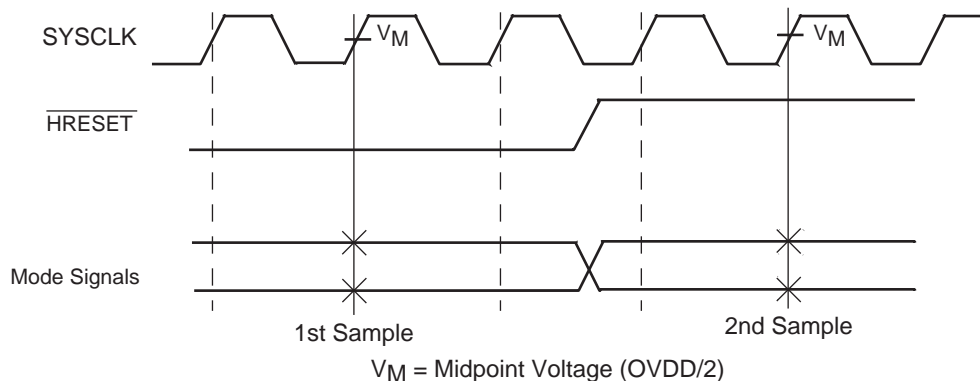 SYSCLK
VM
VM
HRESET
Mode Signals
1st Sample
2nd Sample
VM = Midpoint Voltage (OVDD/2)